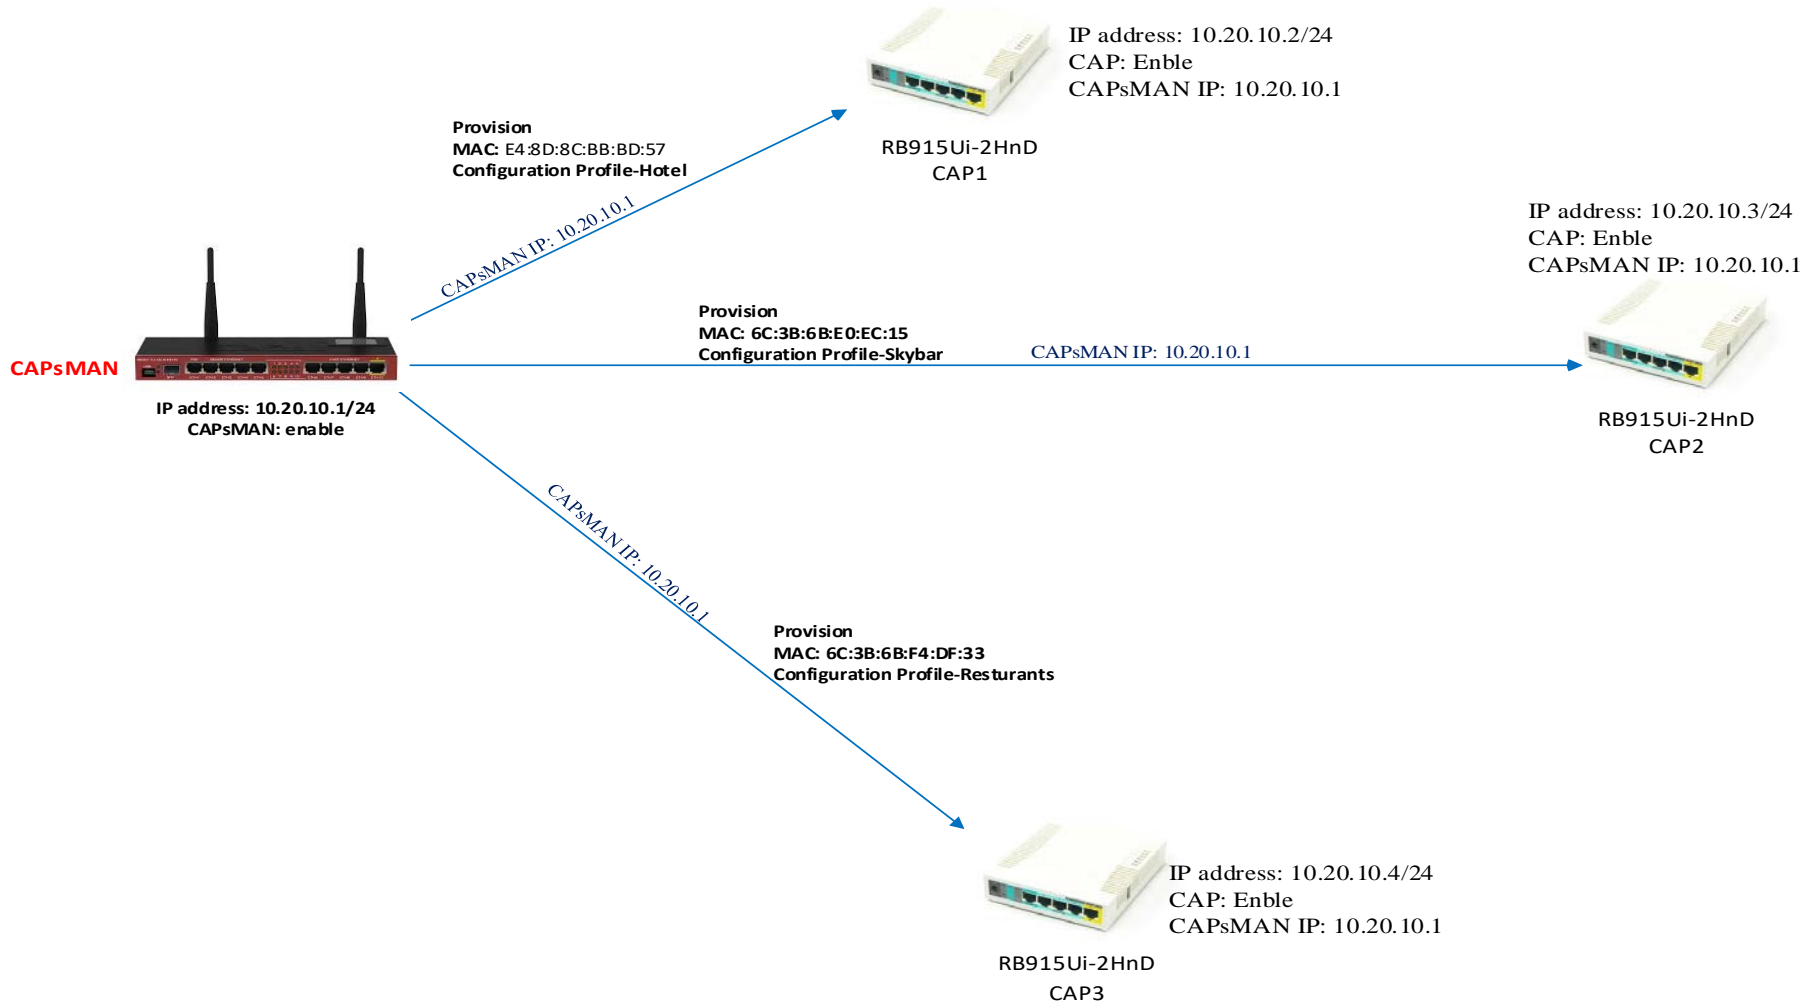 IP address: 10.20.10.2/24
CAP: Enble
CAPsMAN IP: 10.20.10.1
RB915Ui-2HnD
CAP1
Provision
MAC: E4:8D:8C:BB:BD:57
Configuration Profile-Hotel
CAPsMAN IP: 10.20.10.1
IP address: 10.20.10.3/24
CAP: Enble
CAPsMAN IP: 10.20.10.1
Provision
MAC: 6C:3B:6B:E0:EC:15
Configuration Profile-Skybar
CAPsMAN IP: 10.20.10.1
CAPsMAN
IP address: 10.20.10.1/24
CAPsMAN: enable
RB915Ui-2HnD
CAP2
CAPsMAN IP: 10.20.10.1
Provision
MAC: 6C:3B:6B:F4:DF:33
Configuration Profile-Resturants
IP address: 10.20.10.4/24
CAP: Enble
CAPsMAN IP: 10.20.10.1
RB915Ui-2HnD
CAP3